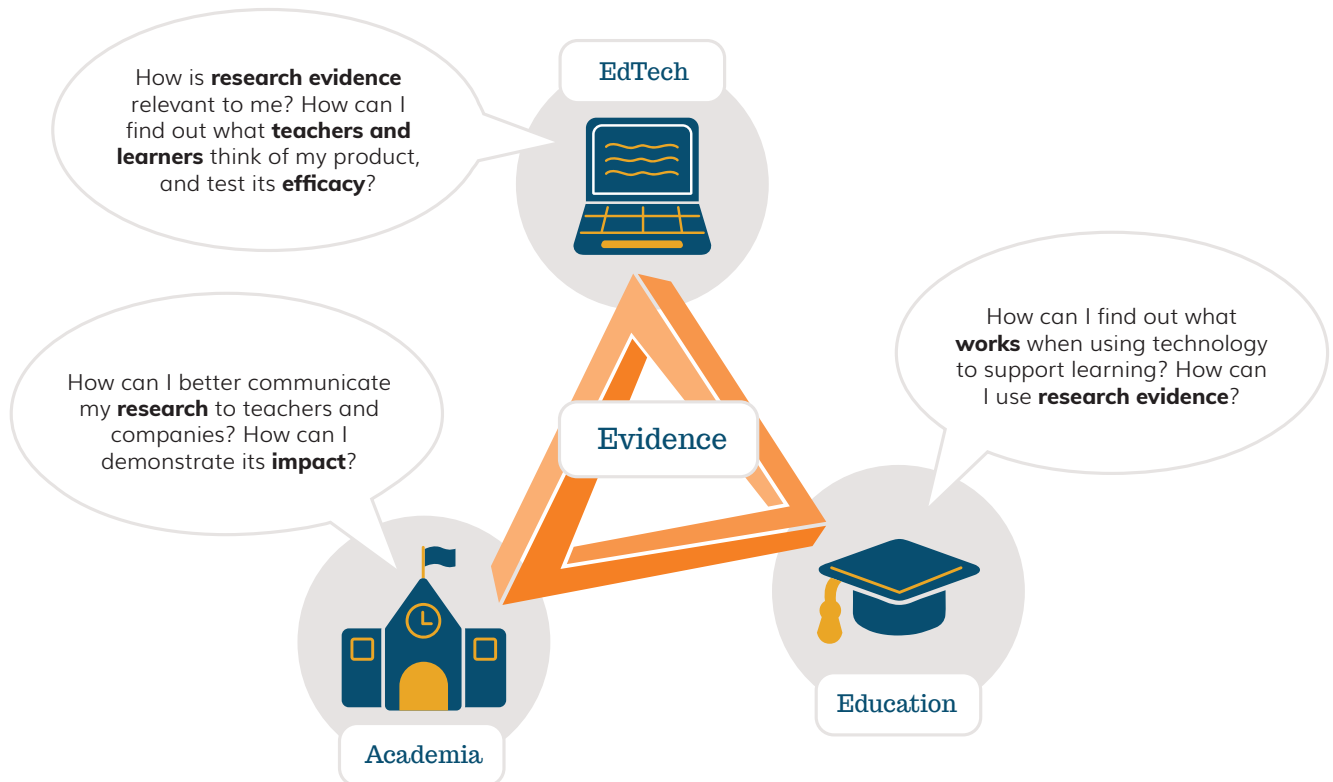 EdTech
How is research evidence
relevant to me? How can I
find out what teachers and
learners think of my product,
and test its efficacy?
How can I find out what
works when using technology
to support learning? How can
I use research evidence?
How can I better communicate
my research to teachers and
companies? How can I
demonstrate its impact?
Evidence
Education
Academia